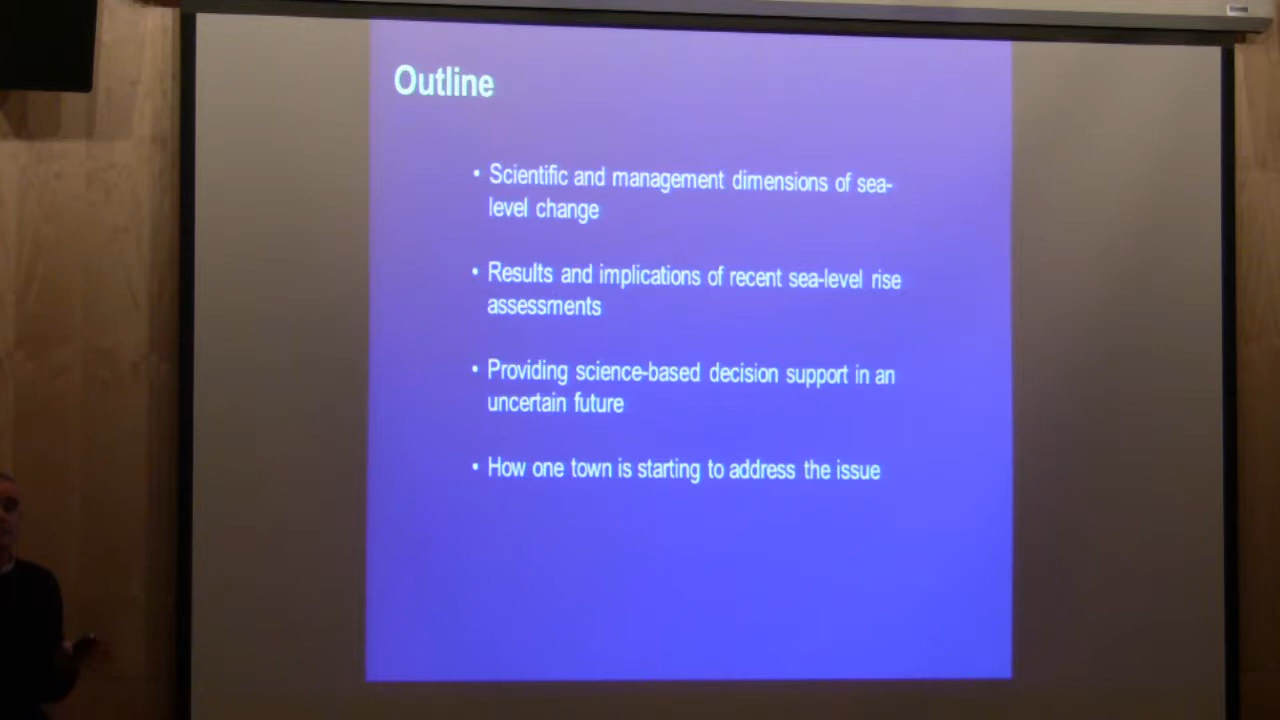 Outline
• Scientific and management dimensions of sea-
level change
• Results and implications of recent sea-level rise
assessments
• Providing science-based decision support in an
uncertain future
• How one town is starting to address the issue